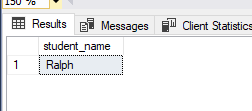 150 %
Results Messages Client Statistics
student_name
1 Ralph